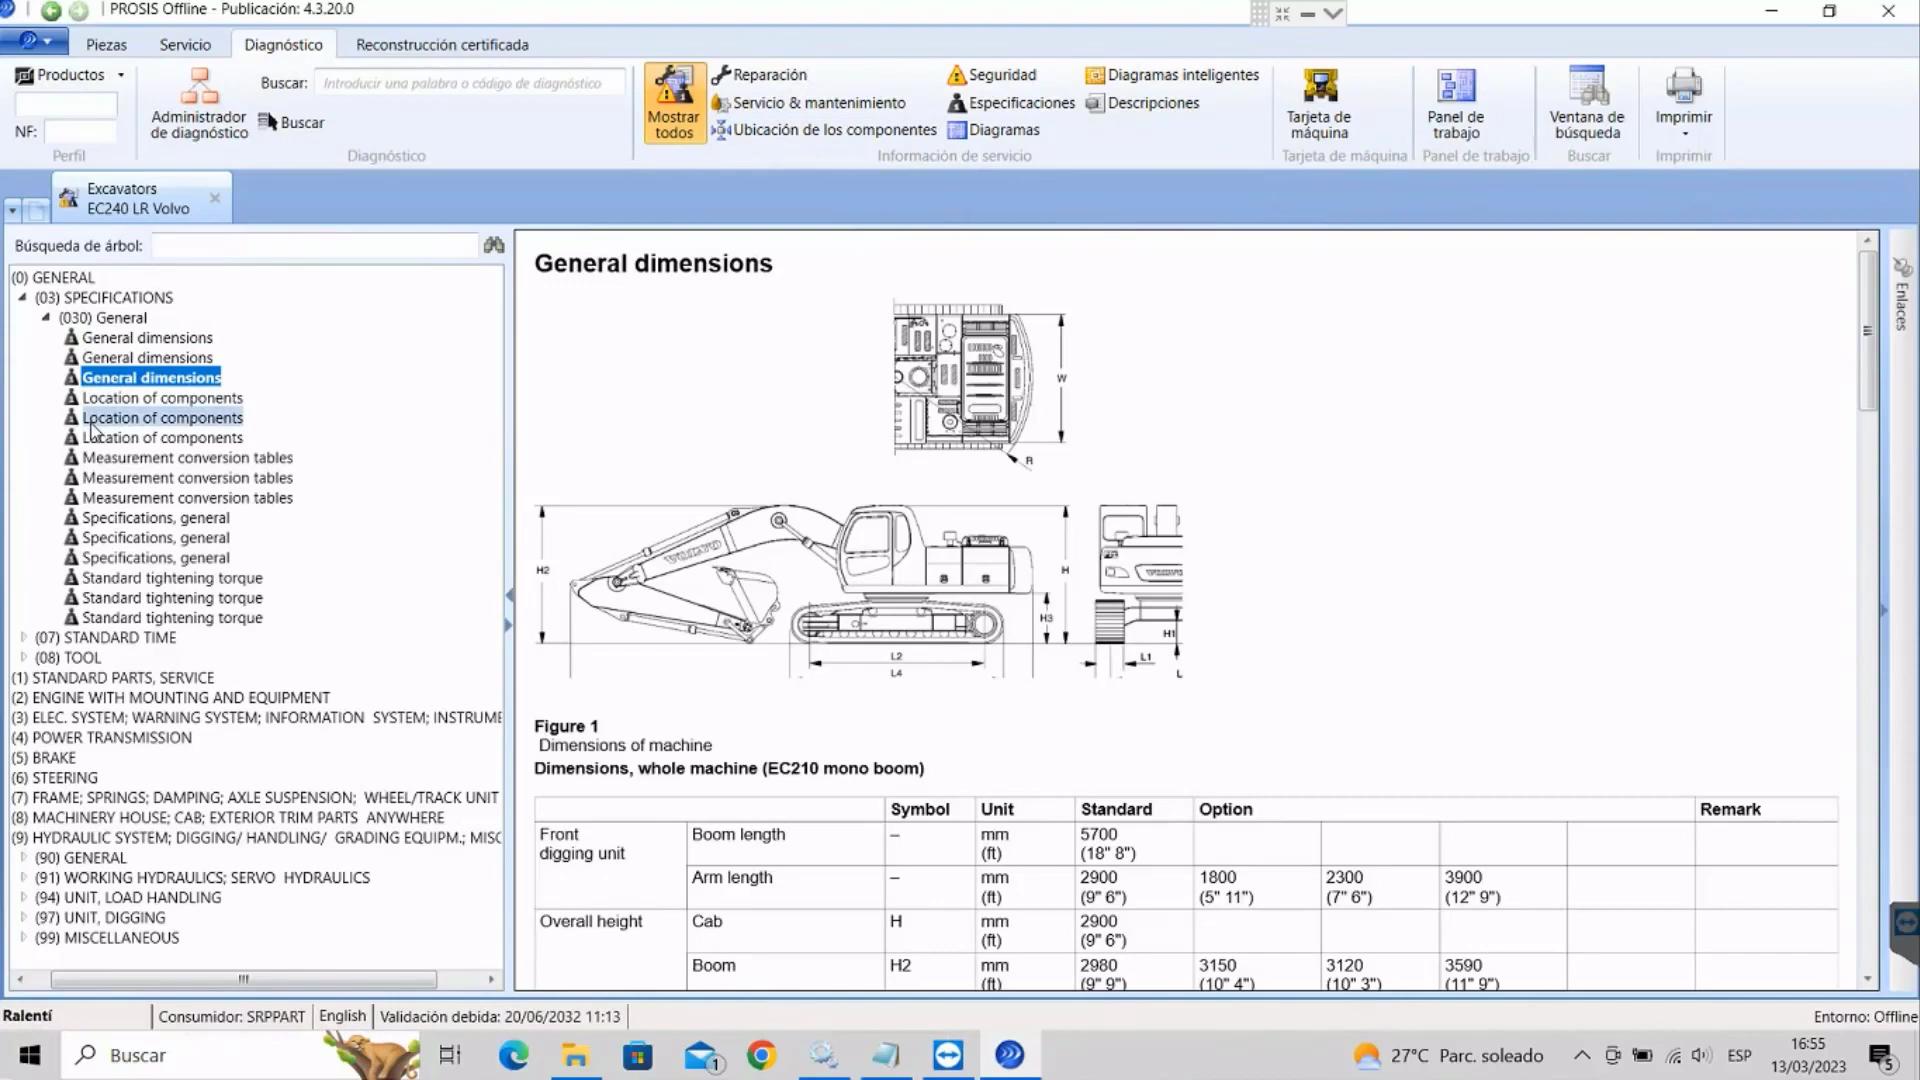 PROSIS Offline - Publicación: 4.3.20.0
Piezas
Servicio
Diagnóstico
Reconstrucción certificada
Productos
NF:
Perfil
Administrador
de diagnóstico
Buscar:
Introducir una palabra o código de diagnóstico
Buscar
Diagnóstico
Mostrar
todos
Reparación
Servicio & mantenimiento
Ubicación de los componentes
Seguridad
Especificaciones
Diagramas
Diagramas inteligentes
Descripciones
Información de servicio
Tarjeta de
máquina
Tarjeta de máquina
Panel de
trabajo
Panel de trabajo
Ventana de
búsqueda
Buscar
Imprimir
Imprimir
Excavators
EC240 LR Volvo
Búsqueda de árbol:
(0) GENERAL
(03) SPECIFICATIONS
(030) General
General dimensions
General dimensions
General dimensions
Location of components
Location of components
Location of components
Measurement conversion tables
Measurement conversion tables
Measurement conversion tables
Specifications, general
Specifications, general
Specifications, general
Standard tightening torque
Standard tightening torque
Standard tightening torque
(07) STANDARD TIME
(08) TOOL
(1) STANDARD PARTS, SERVICE
(2) ENGINE WITH MOUNTING AND EQUIPMENT
(3) ELEC. SYSTEM; WARNING SYSTEM; INFORMATION SYSTEM; INSTRUME
(4) POWER TRANSMISSION
(5) BRAKE
(6) STEERING
(7) FRAME; SPRINGS; DAMPING; AXLE SUSPENSION; WHEEL/TRACK UNIT
(8) MACHINERY HOUSE; CAB; EXTERIOR TRIM PARTS ANYWHERE
(9) HYDRAULIC SYSTEM; DIGGING/ HANDLING/ GRADING EQUIPM.; MISC
(90) GENERAL
(91) WORKING HYDRAULICS; SERVO HYDRAULICS
(94) UNIT, LOAD HANDLING
(97) UNIT, DIGGING
(99) MISCELLANEOUS
General dimensions
W
R
H2
VOLVO
H
H3
H1
L2
L4
L1
L
VOLVO
Figure 1
Dimensions of machine
Dimensions, whole machine (EC210 mono boom)
Symbol Unit Standard Option Remark
Front digging unit Boom length – mm (ft) 5700 (18" 8")
Arm length – mm (ft) 2900 (9" 6") 1800 (5" 11") 2300 (7" 6") 3900 (12" 9")
Overall height Cab H mm (ft) 2900 (9" 6")
Boom H2 mm (ft) 2980 (9" 9") 3150 (10" 4") 3120 (10" 3") 3590 (11" 9")
Enlaces
Ralentí
Consumidor: SRPPART
English
Validación debida: 20/06/2032 11:13
Entorno: Offline
Buscar
1
27°C Parc. soleado
ESP
16:55
13/03/2023
5